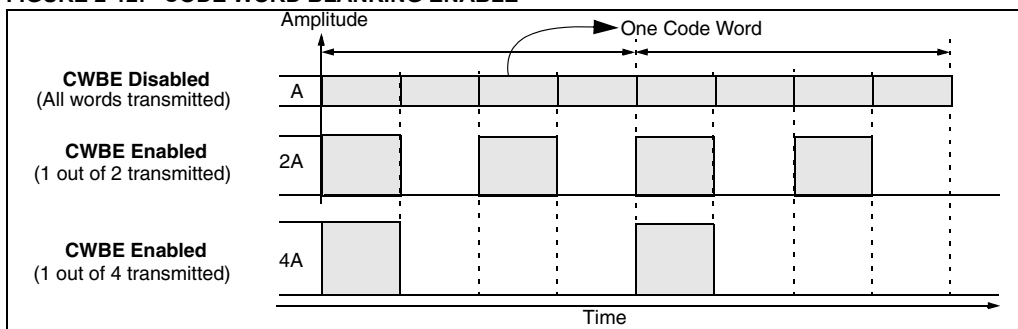 FIGURE 2-12: CODE WORD BLANKING ENABLE
Amplitude
One Code Word
CWBE Disabled
(All words transmitted)
A
CWBE Enabled
(1 out of 2 transmitted)
2A
CWBE Enabled
(1 out of 4 transmitted)
4A
Time